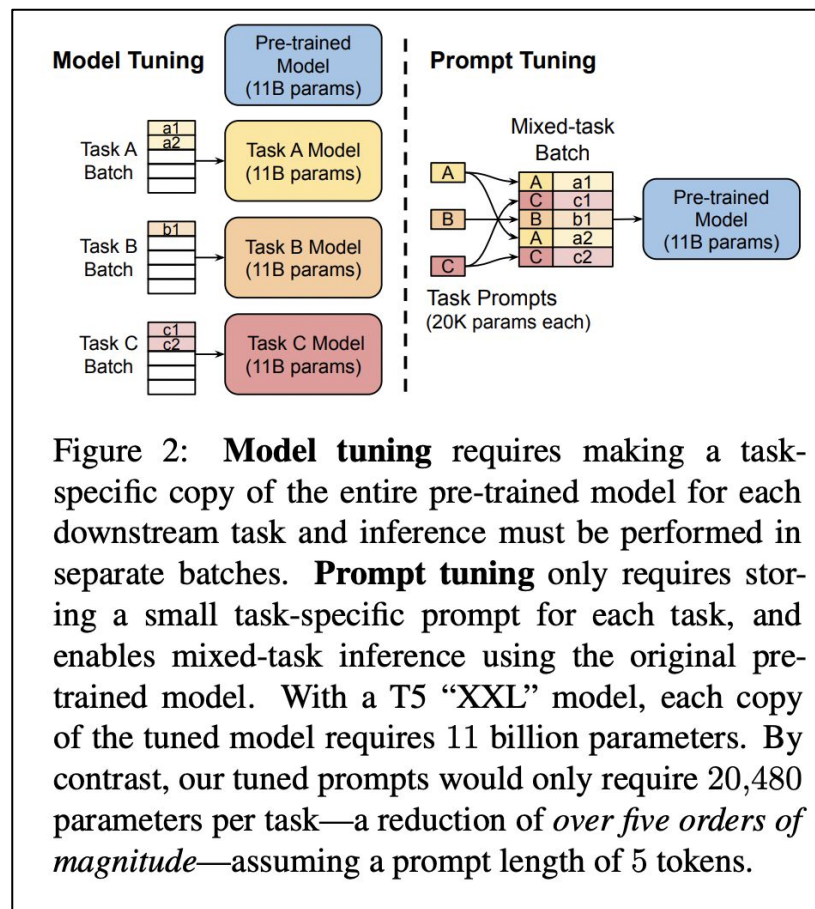 Model Tuning
Pre-trained
Model
(11B params)
Task A
Batch
a1
a2
Task A Model
(11B params)
Task B
Batch
b1
Task B Model
(11B params)
Task C
Batch
c1
c2
Task C Model
(11B params)
Prompt Tuning
Mixed-task
Batch
A
B
C
A a1
C c1
B b1
A a2
C c2
Pre-trained
Model
(11B params)
Task Prompts
(20K params each)
Figure 2: Model tuning requires making a task-
specific copy of the entire pre-trained model for each
downstream task and inference must be performed in
separate batches. Prompt tuning only requires stor-
ing a small task-specific prompt for each task, and
enables mixed-task inference using the original pre-
trained model. With a T5 “XXL” model, each copy
of the tuned model requires 11 billion parameters. By
contrast, our tuned prompts would only require 20,480
parameters per task—a reduction of over five orders of
magnitude—assuming a prompt length of 5 tokens.